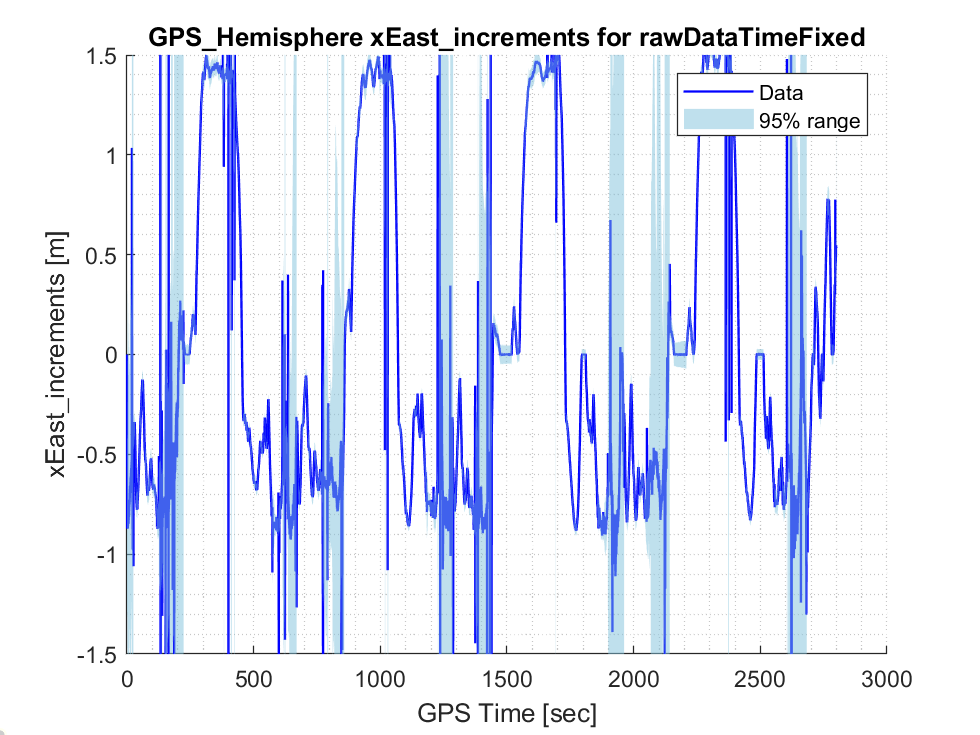 GPS_Hemisphere xEast_increments for rawDataTimeFixed
Data
95% range
1.5
1
0.5
0
-0.5
-1
-1.5
xEast_increments [m]
0 500 1000 1500 2000 2500 3000
GPS Time [sec]